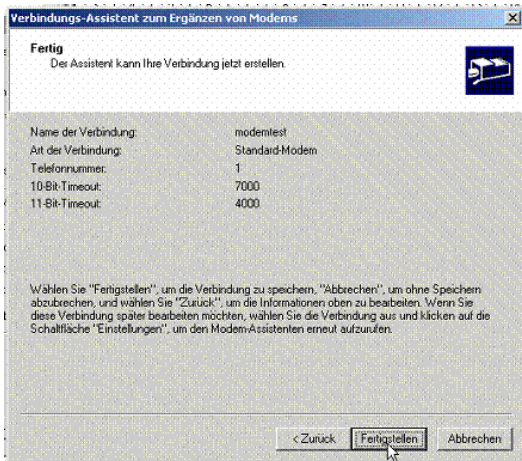 Verbindungs-Assistent zum Ergänzen von Modems
Fertig
Der Assistent kann Ihre Verbindung jetzt erstellen.
Name der Verbindung: modemtest
Art der Verbindung: Standard-Modem
Telefonnummer: 1
10-Bit-Timeout: 7000
11-Bit-Timeout: 4000
Wählen Sie "Fertigstellen", um die Verbindung zu speichern, "Abbrechen", um ohne Speichern
abzubrechen, und wählen Sie "Zurück", um die Informationen oben zu bearbeiten. Wenn Sie
diese Verbindung später bearbeiten möchten, wählen Sie die Verbindung aus und klicken auf die
Schaltfläche "Einstellungen", um den Modem-Assistenten erneut aufzurufen.
< Zurück Fertigstellen Abbrechen